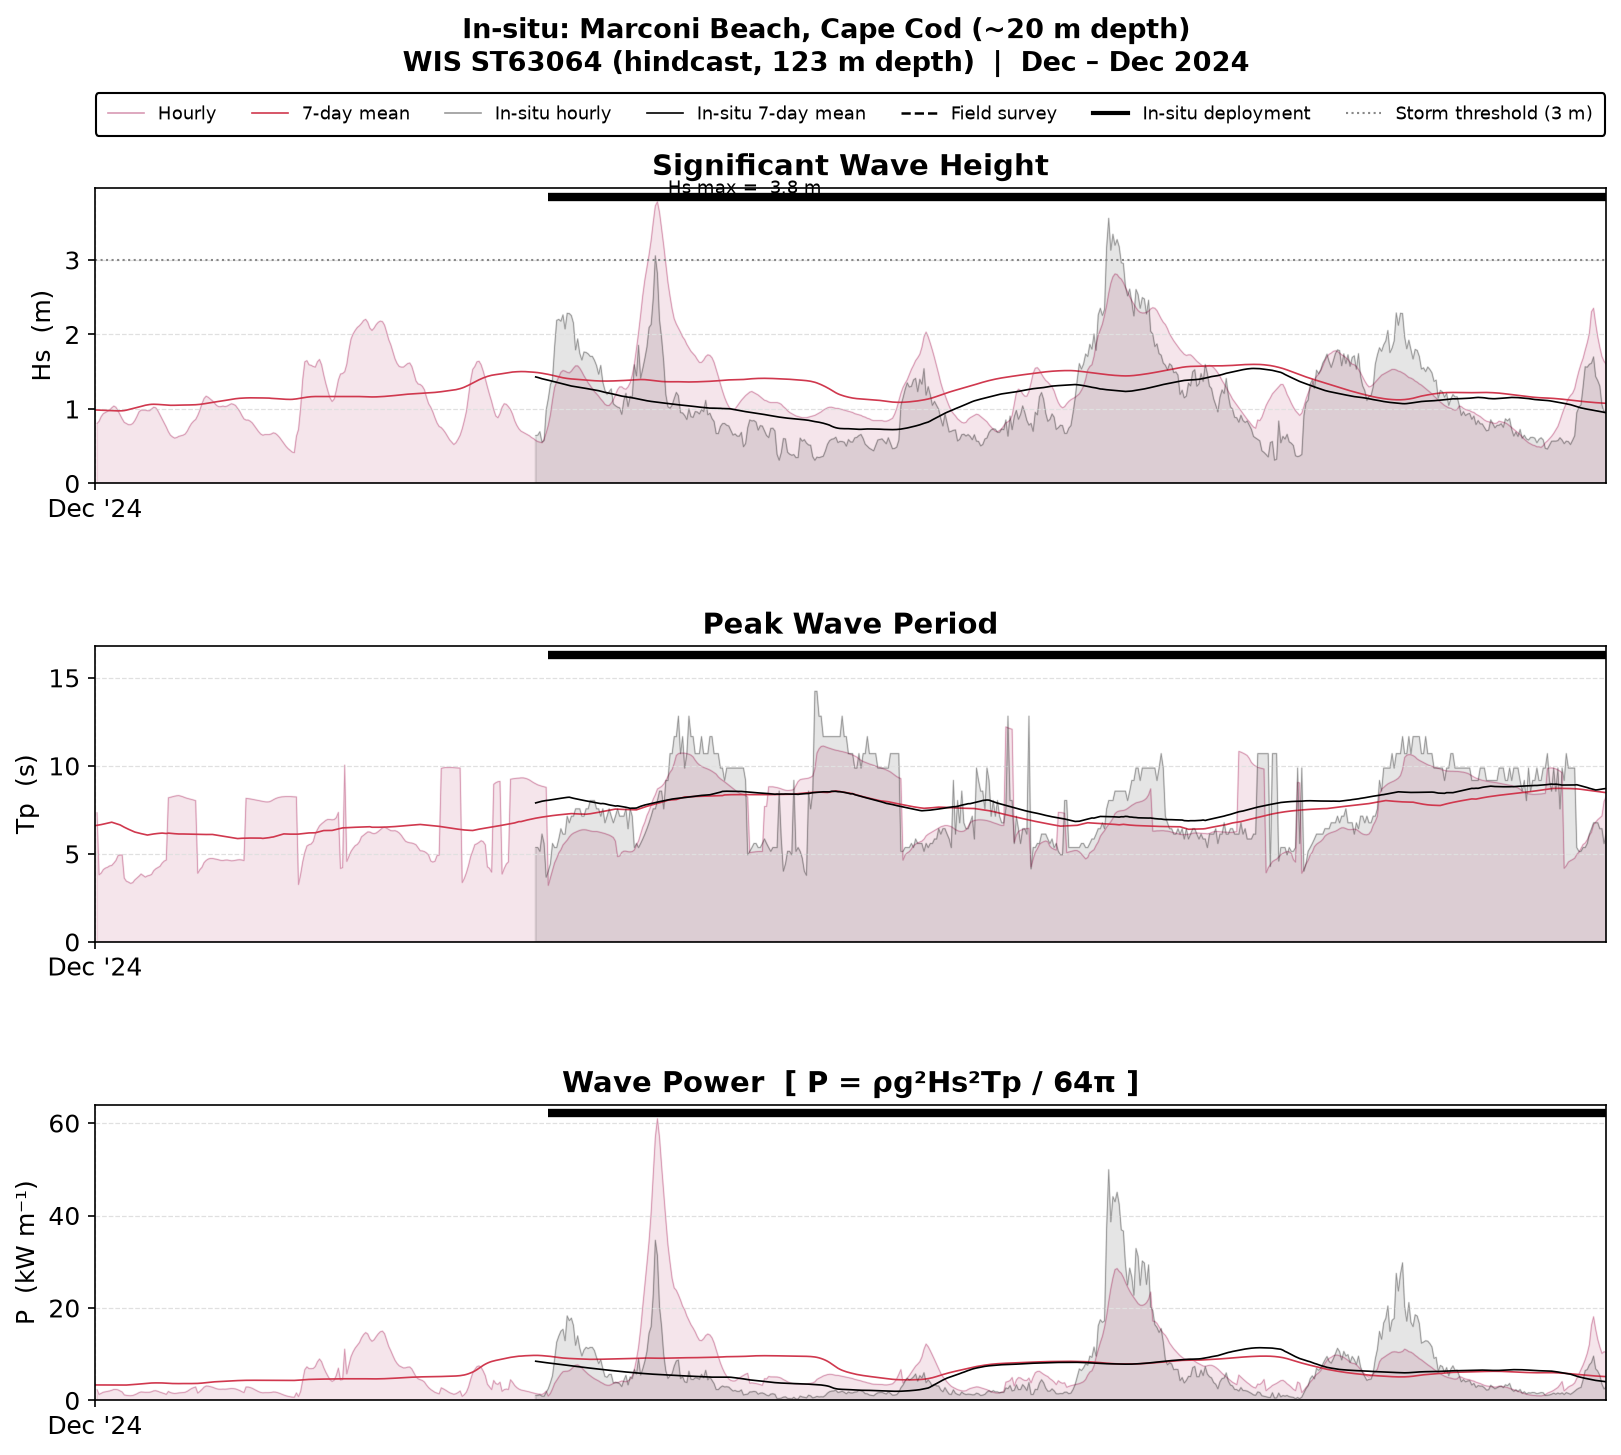 In-situ: Marconi Beach, Cape Cod (~20 m depth)
WIS ST63064 (hindcast, 123 m depth)  |  Dec – Dec 2024
Hourly
7-day mean
In-situ hourly
In-situ 7-day mean
Field survey
In-situ deployment
Storm threshold (3 m)
Significant Wave Height
Hs max =  3.8 m
Hs  (m)
3
2
1
0
Dec '24
Peak Wave Period
Tp  (s)
15
10
5
0
Dec '24
Wave Power  [ P = ρg²Hs²Tp / 64π ]
P  (kW m⁻¹)
60
40
20
0
Dec '24